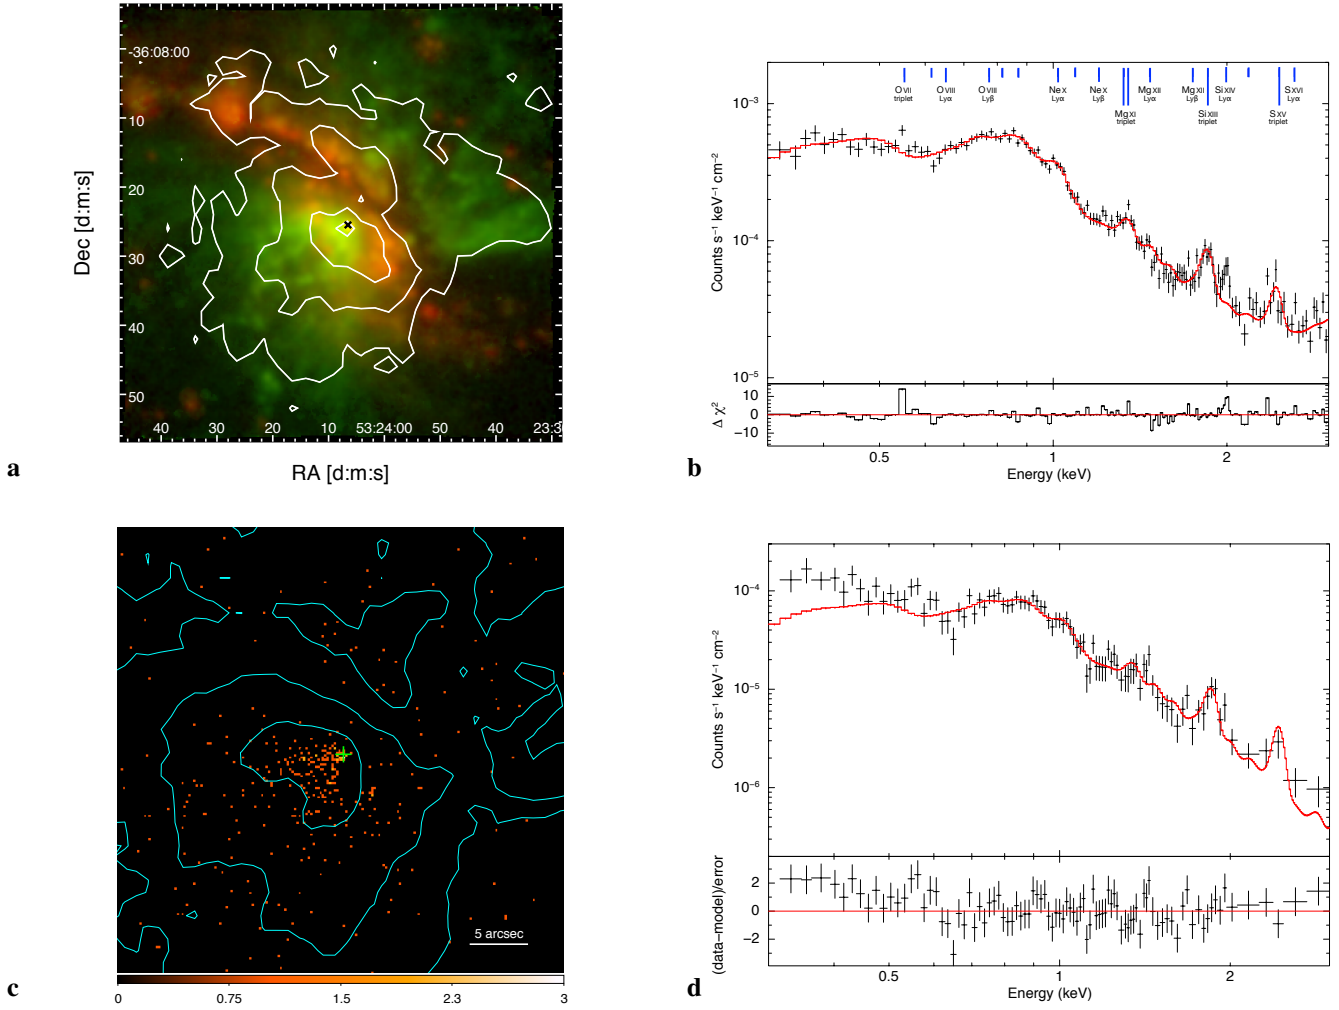 -36:08:00
10
20
30
40
50
40 30 20 10 53:24:00 50 40 23:3
Dec [d:m:s]
RA [d:m:s]
a
O VII triplet
O VIII Lyα
O VIII Lyβ
Ne X Lyα
Ne X Lyβ
Mg XI triplet
Mg XII Lyα
Mg XII Lyβ
Si XIII triplet
Si XIV Lyα
S XV triplet
S XVI Lyα
10⁻³
10⁻⁴
10⁻⁵
Counts s⁻¹ keV⁻¹ cm⁻²
10
0
−10
Δ χ²
0.5 1 2
Energy (keV)
b
5 arcsec
0 0.75 1.5 2.3 3
c
10⁻⁴
10⁻⁵
10⁻⁶
Counts s⁻¹ keV⁻¹ cm⁻²
2
0
−2
(data−model)/error
0.5 1 2
Energy (keV)
d